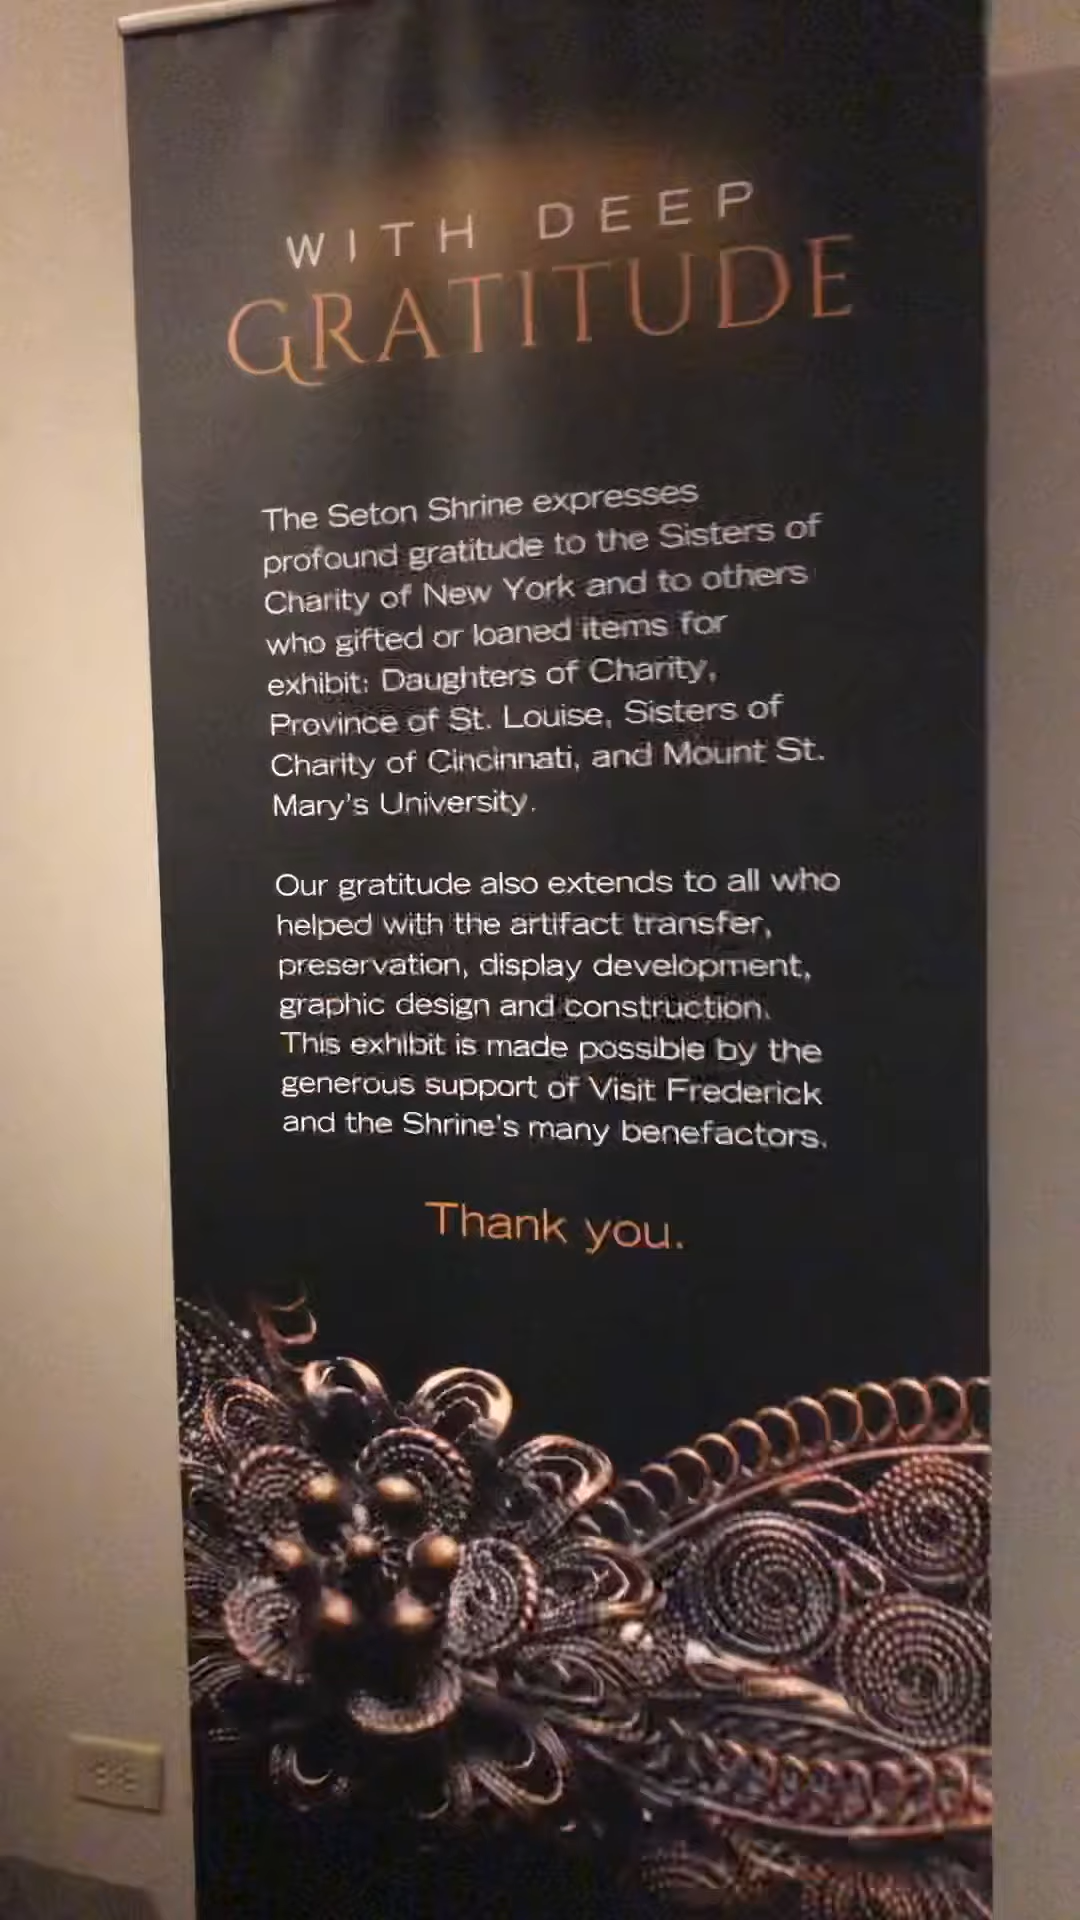 WITH DEEP
GRATITUDE
The Seton Shrine expresses
profound gratitude to the Sisters of
Charity of New York and to others
who gifted or loaned items for
exhibit: Daughters of Charity,
Province of St. Louise, Sisters of
Charity of Cincinnati, and Mount St.
Mary's University.
Our gratitude also extends to all who
helped with the artifact transfer,
preservation, display development,
graphic design and construction.
This exhibit is made possible by the
generous support of Visit Frederick
and the Shrine's many benefactors.
Thank you.